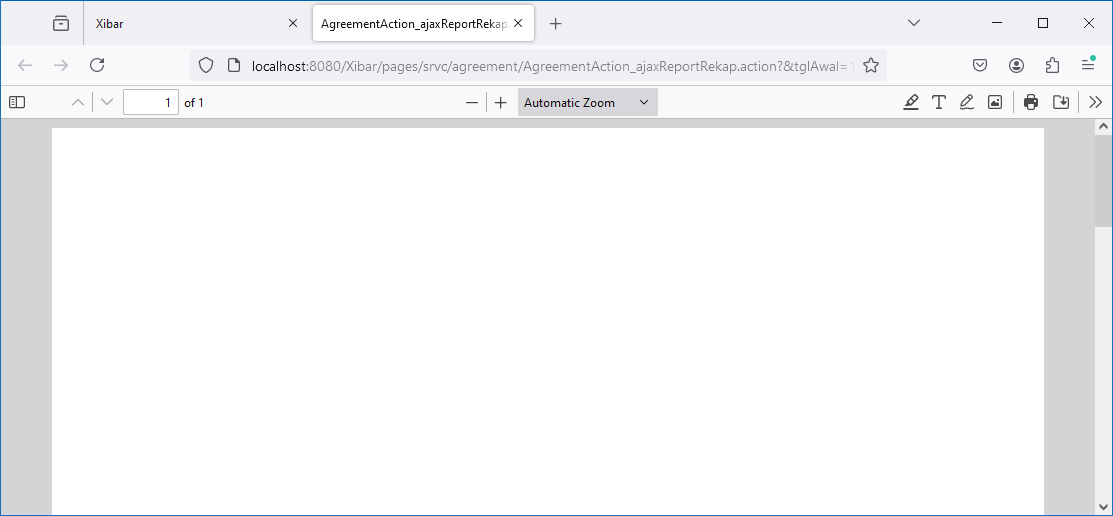 Xibar
AgreementAction_ajaxReportRekap.
localhost:8080/Xibar/pages/srvc/agreement/AgreementAction_ajaxReportRekap.action?&tglAwal=
1 of 1
Automatic Zoom